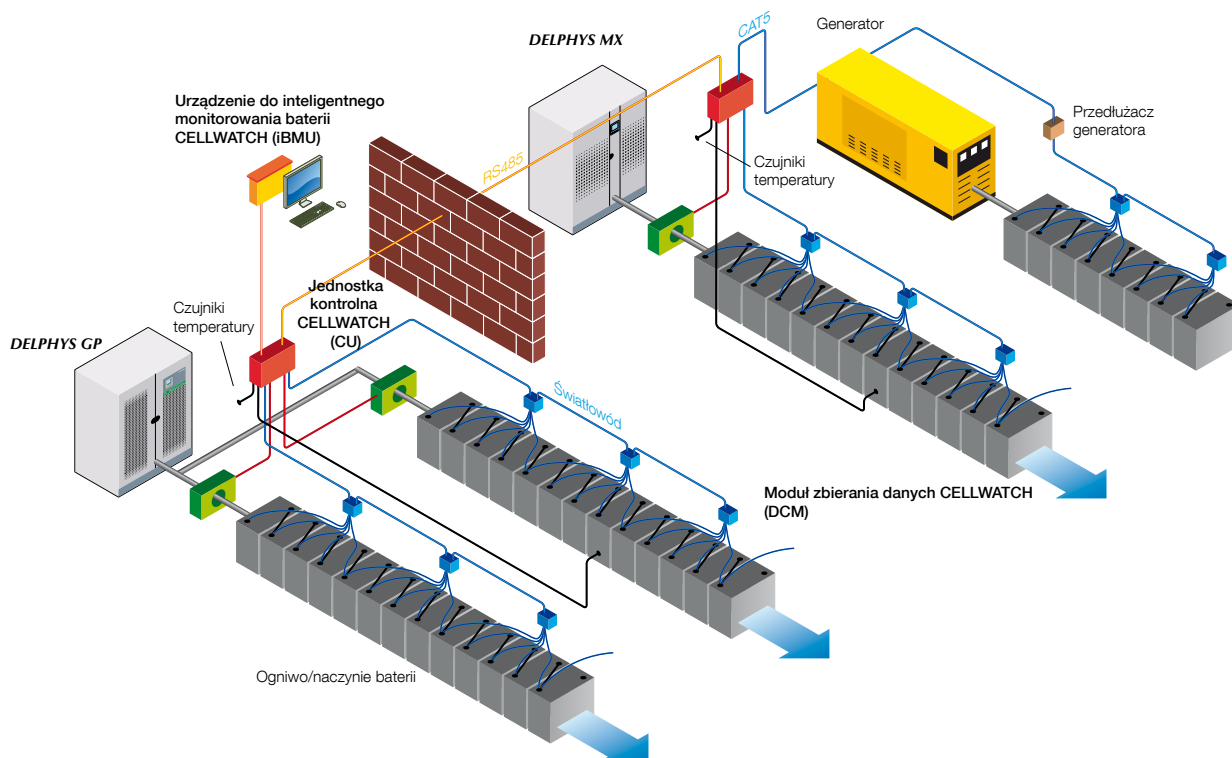 DELPHYS MX
CAT5
Generator
Urządzenie do inteligentnego
monitorowania baterii
CELLWATCH (iBMU)
Przedłużacz
generatora
RS485
Czujniki
temperatury
Jednostka
kontrolna
CELLWATCH
(CU)
Czujniki
temperatury
DELPHYS GP
Światłowód
Moduł zbierania danych CELLWATCH
(DCM)
Ogniwo/naczynie baterii